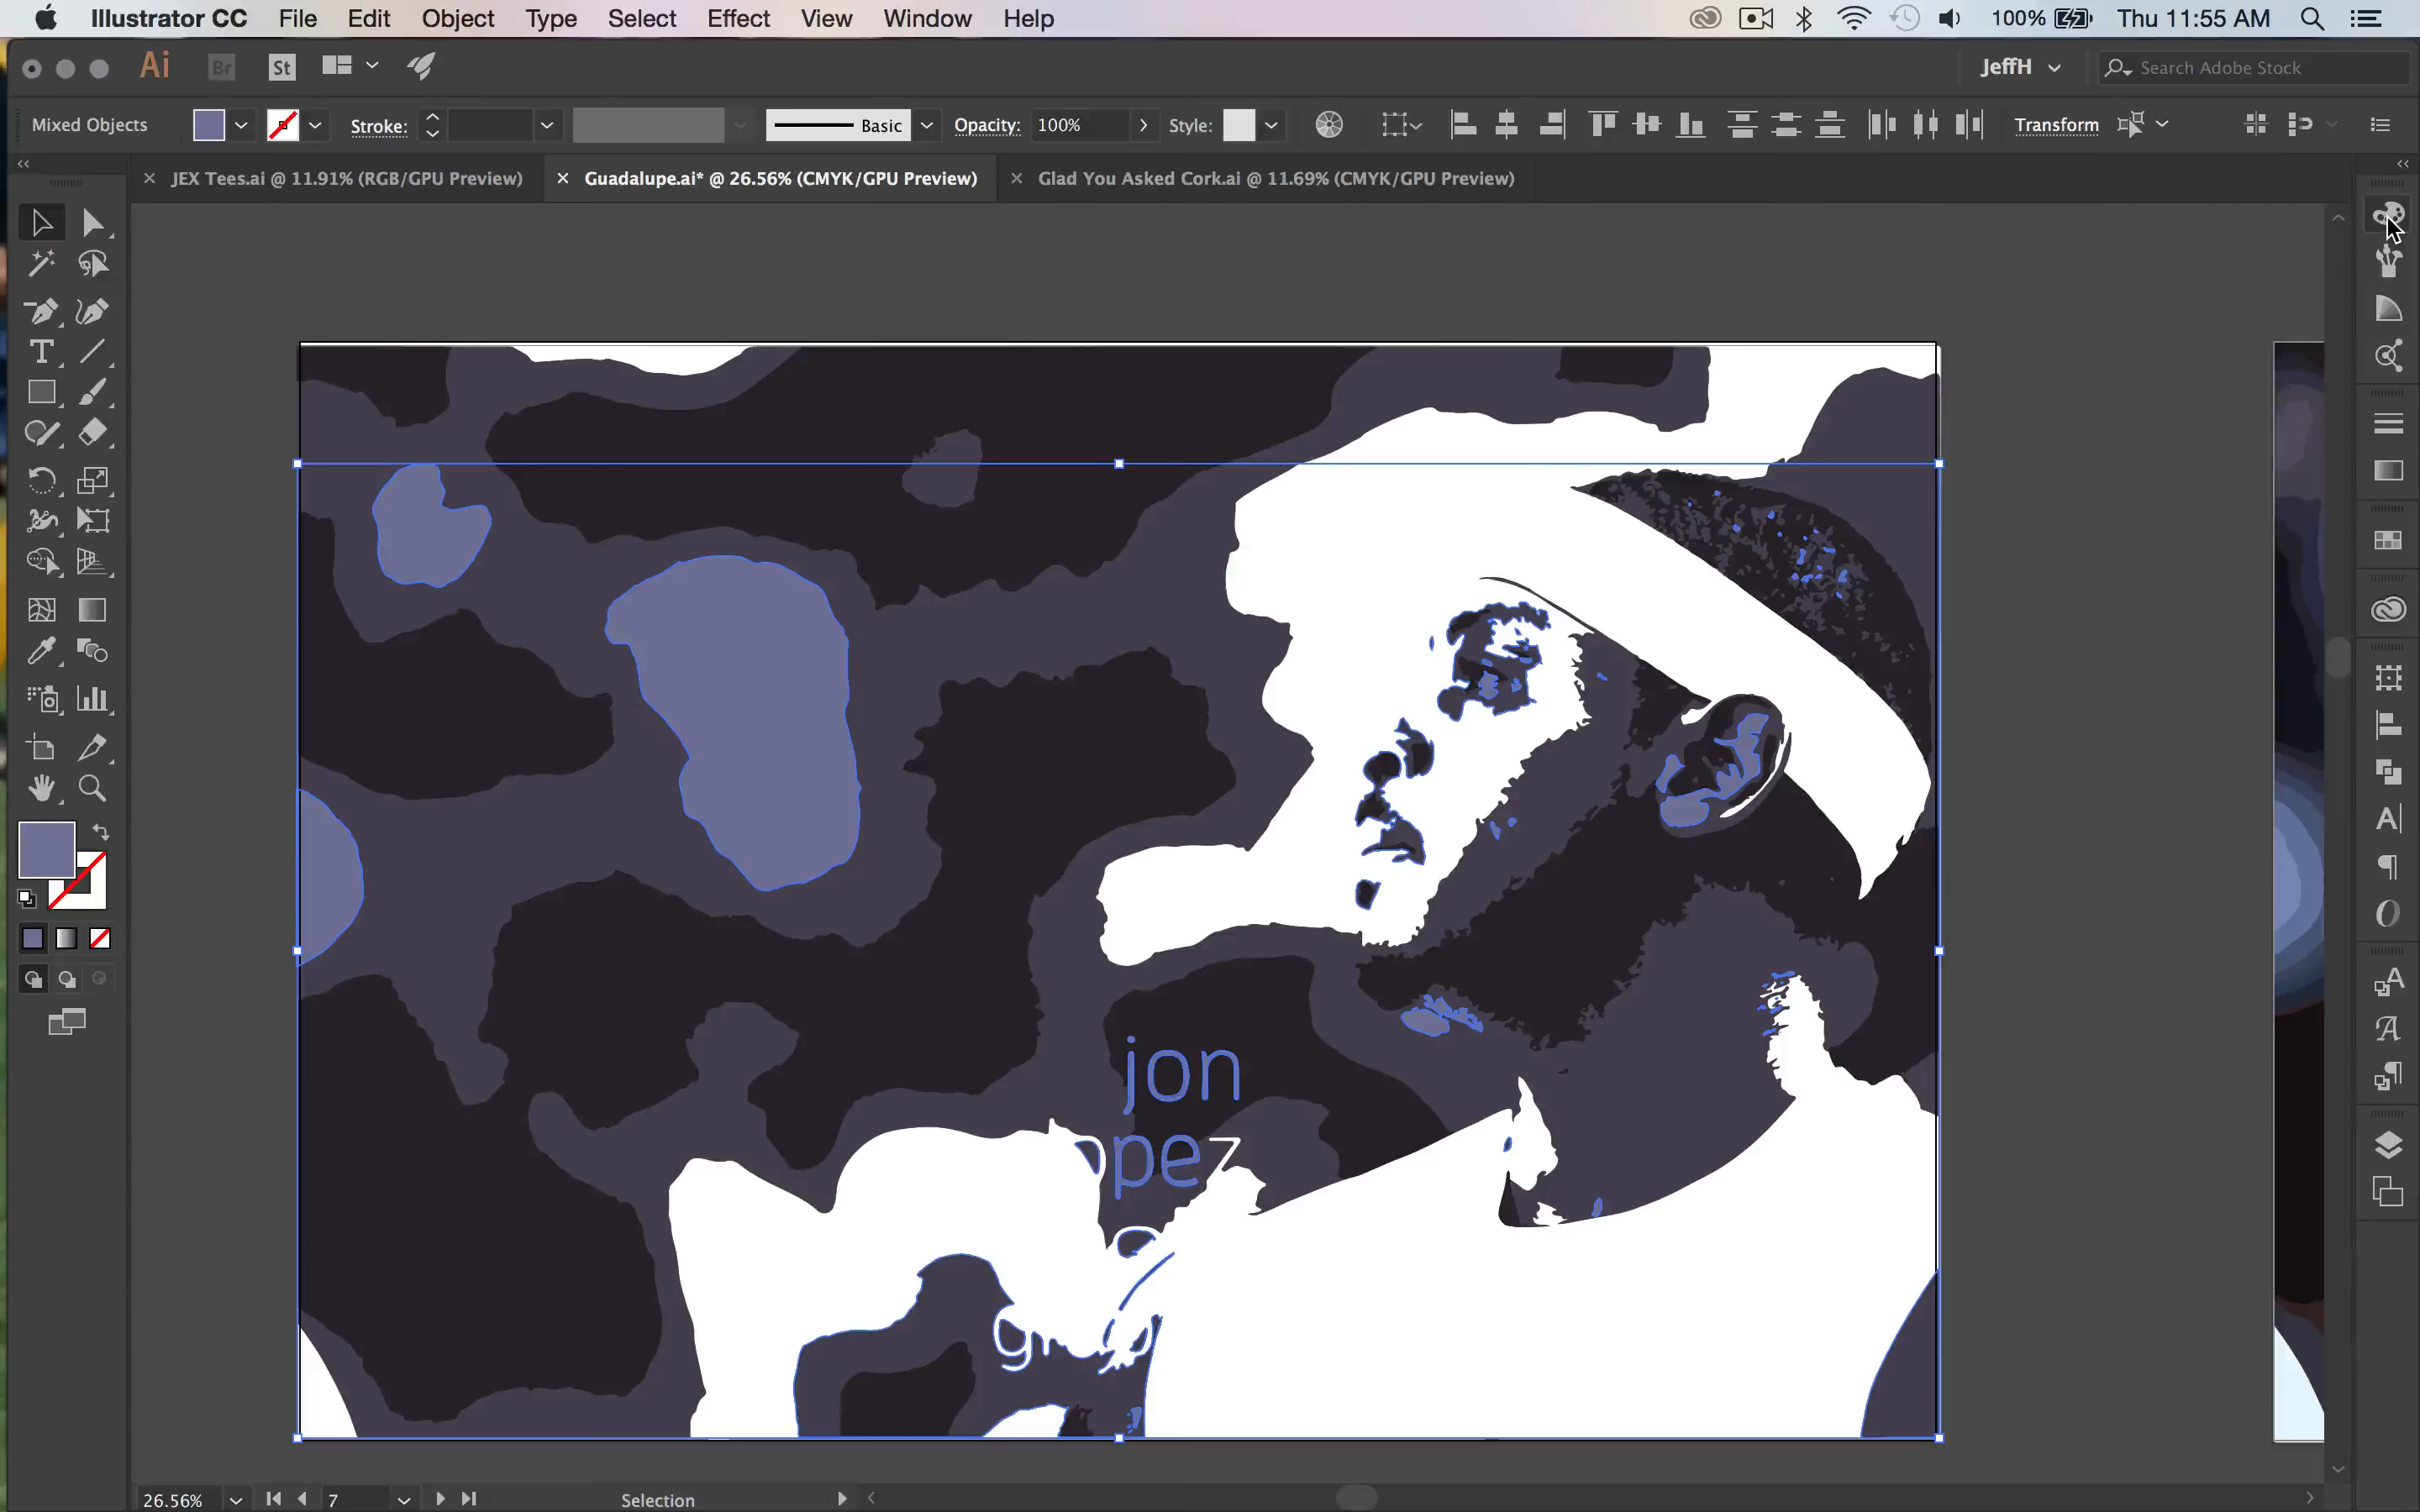 Illustrator CC File Edit Object Type Select Effect View Window Help 100% Thu 11:55 AM
Ai Br St JeffH Search Adobe Stock
Mixed Objects Stroke: Basic Opacity: 100% Style: Transform
JEX Tees.ai @ 11.91% (RGB/GPU Preview) Guadalupe.ai* @ 26.56% (CMYK/GPU Preview) Glad You Asked Cork.ai @ 11.69% (CMYK/GPU Preview)
jon
pez
26.56% 7 Selection